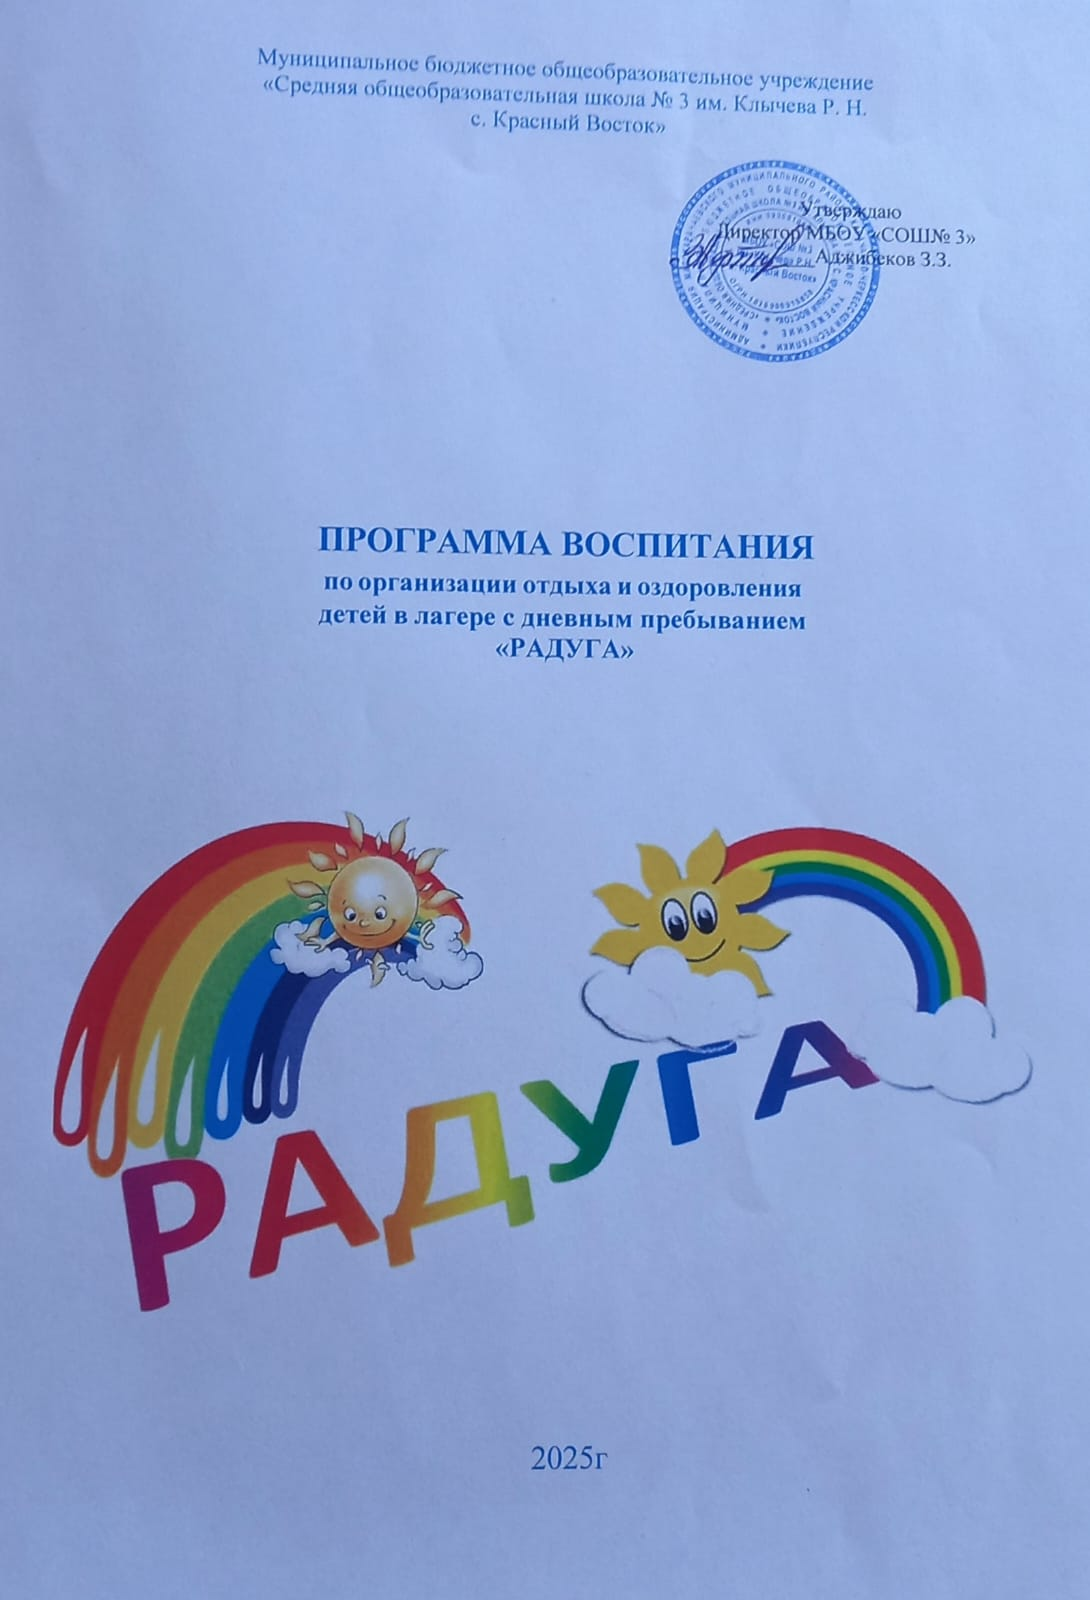 Муниципальное бюджетное общеобразовательное учреждение
«Средняя общеобразовательная школа № 3 им. Клычева Р. Н.
с. Красный Восток»
Утверждаю
Директор МБОУ «СОШ№ 3»
Аджибеков З.З.
ПРОГРАММА ВОСПИТАНИЯ
по организации отдыха и оздоровления
детей в лагере с дневным пребыванием
«РАДУГА»
РАДУГА
2025г